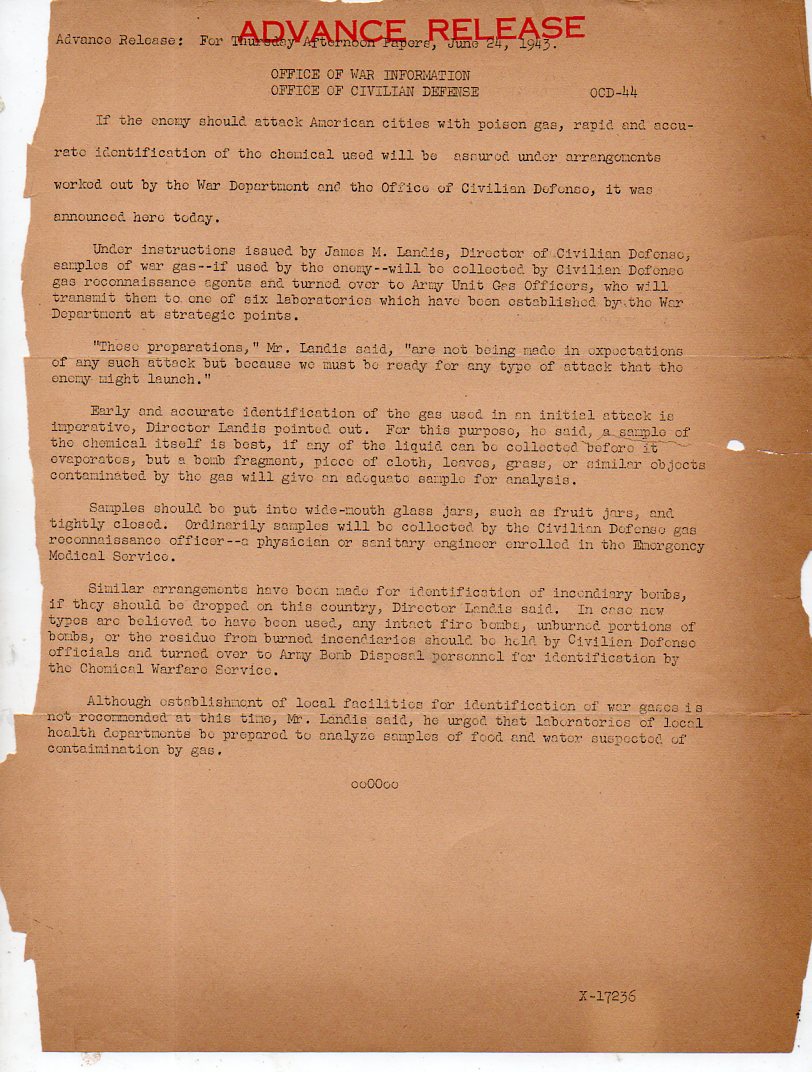 ADVANCE RELEASE
Advance Release: For Thursday Afternoon Papers, June 24, 1943.
OFFICE OF WAR INFORMATION
OFFICE OF CIVILIAN DEFENSE OCD-44
If the enemy should attack American cities with poison gas, rapid and accu-
rate identification of the chemical used will be assured under arrangements
worked out by the War Department and the Office of Civilian Defense, it was
announced here today.
Under instructions issued by James M. Landis, Director of Civilian Defense,
samples of war gas--if used by the enemy--will be collected by Civilian Defense
gas reconnaissance agents and turned over to Army Unit Gas Officers, who will
transmit them to one of six laboratories which have been established by the War
Department at strategic points.
"These preparations," Mr. Landis said, "are not being made in expectations
of any such attack but because we must be ready for any type of attack that the
enemy might launch."
Early and accurate identification of the gas used in an initial attack is
imperative, Director Landis pointed out. For this purpose, he said, a sample of
the chemical itself is best, if any of the liquid can be collected before it
evaporates, but a bomb fragment, piece of cloth, leaves, grass, or similar objects
contaminated by the gas will give an adequate sample for analysis.
Samples should be put into wide-mouth glass jars, such as fruit jars, and
tightly closed. Ordinarily samples will be collected by the Civilian Defense gas
reconnaissance officer--a physician or sanitary engineer enrolled in the Emergency
Medical Service.
Similar arrangements have been made for identification of incendiary bombs,
if they should be dropped on this country, Director Landis said. In case new
types are believed to have been used, any intact fire bombs, unburned portions of
bombs, or the residue from burned incendiaries should be held by Civilian Defense
officials and turned over to Army Bomb Disposal personnel for identification by
the Chemical Warfare Service.
Although establishment of local facilities for identification of war gases is
not recommended at this time, Mr. Landis said, he urged that laboratories of local
health departments be prepared to analyze samples of food and water suspected of
contaimination by gas.
ooOOoo
X-17236